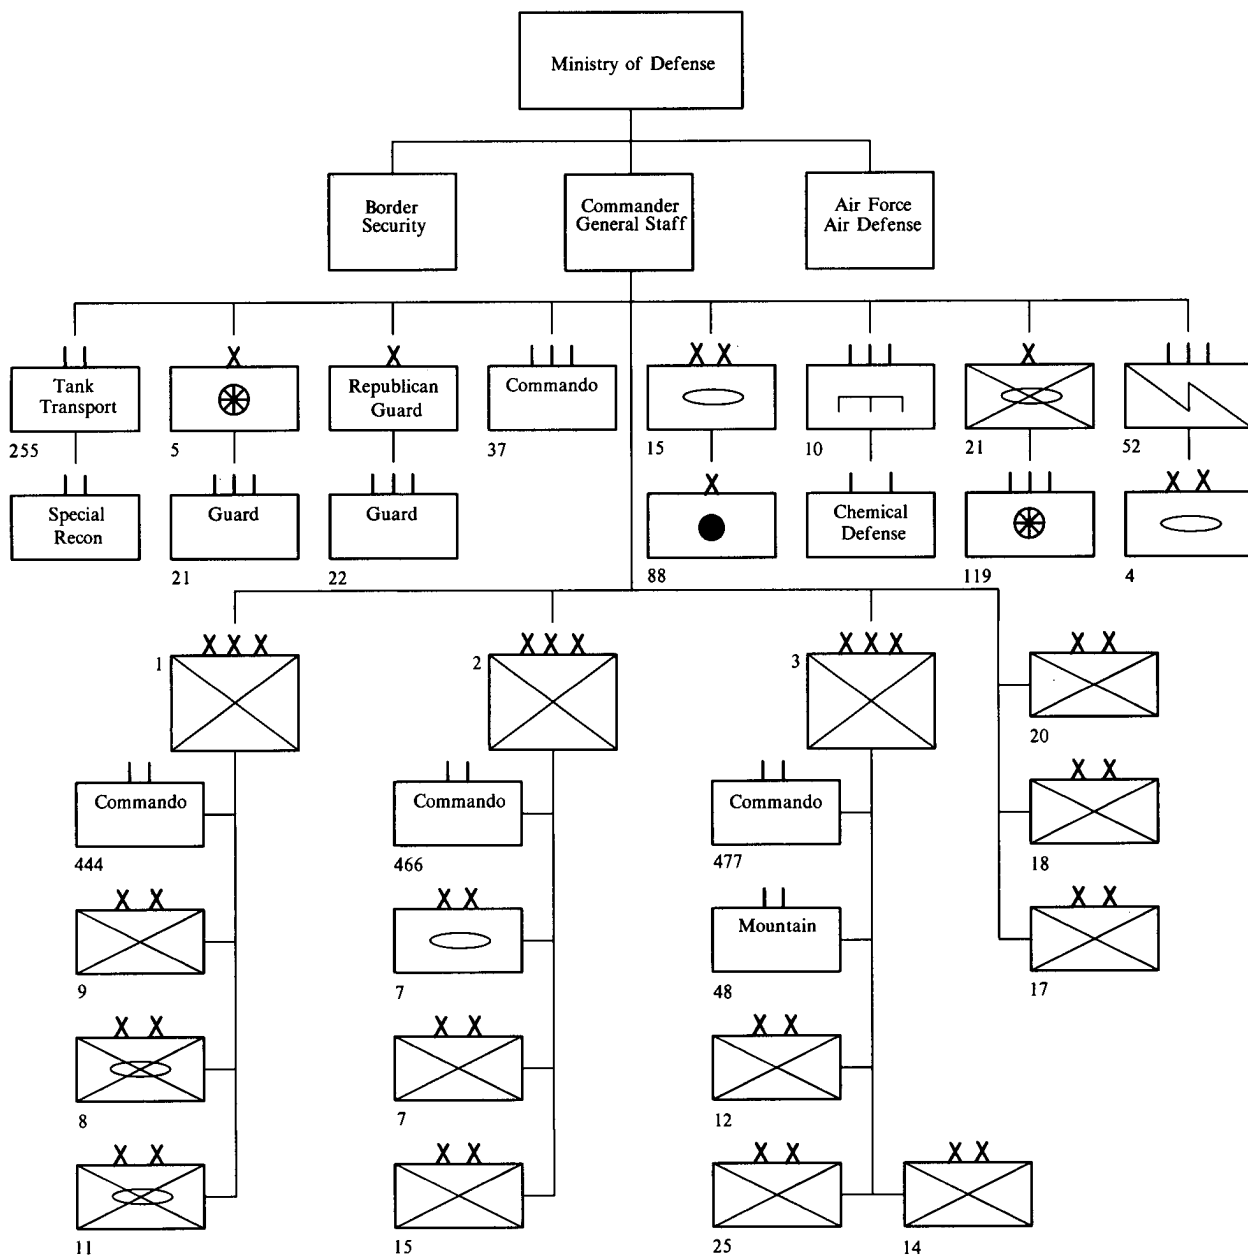 Ministry of Defense
Border
Security
Commander
General Staff
Air Force
Air Defense
Tank
Transport
255
5
Republican
Guard
Commando
37
15
10
21
52
Special
Recon
Guard
21
Guard
22
88
Chemical
Defense
119
4
1
2
3
20
18
17
Commando
444
9
8
11
Commando
466
7
7
15
Commando
477
Mountain
48
12
25
14